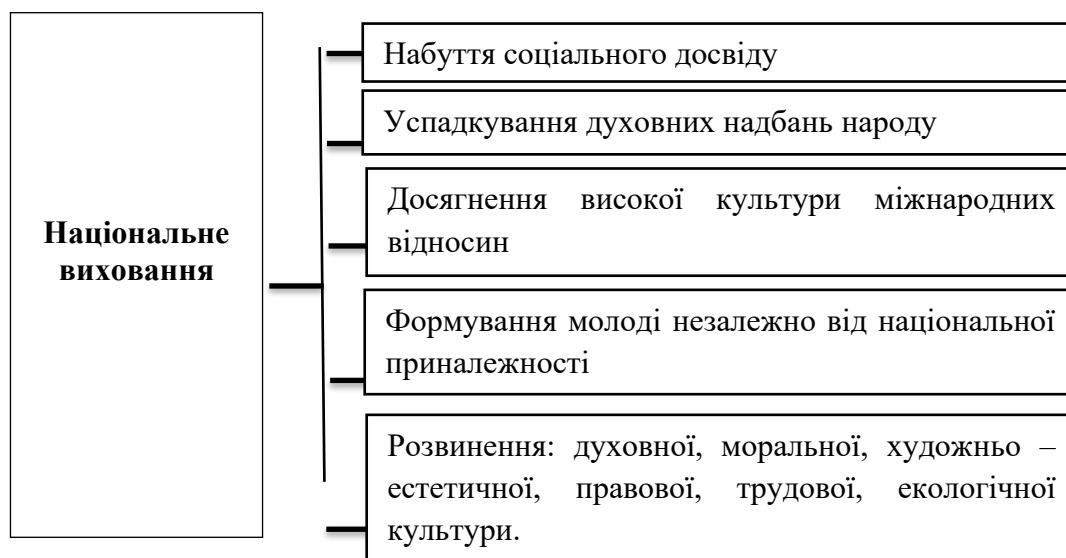 Національне
виховання
Набуття соціального досвіду
Успадкування духовних надбань народу
Досягнення високої культури міжнародних
відносин
Формування молоді незалежно від національної
приналежності
Розвинення: духовної, моральної, художньо –
естетичної, правової, трудової, екологічної
культури.